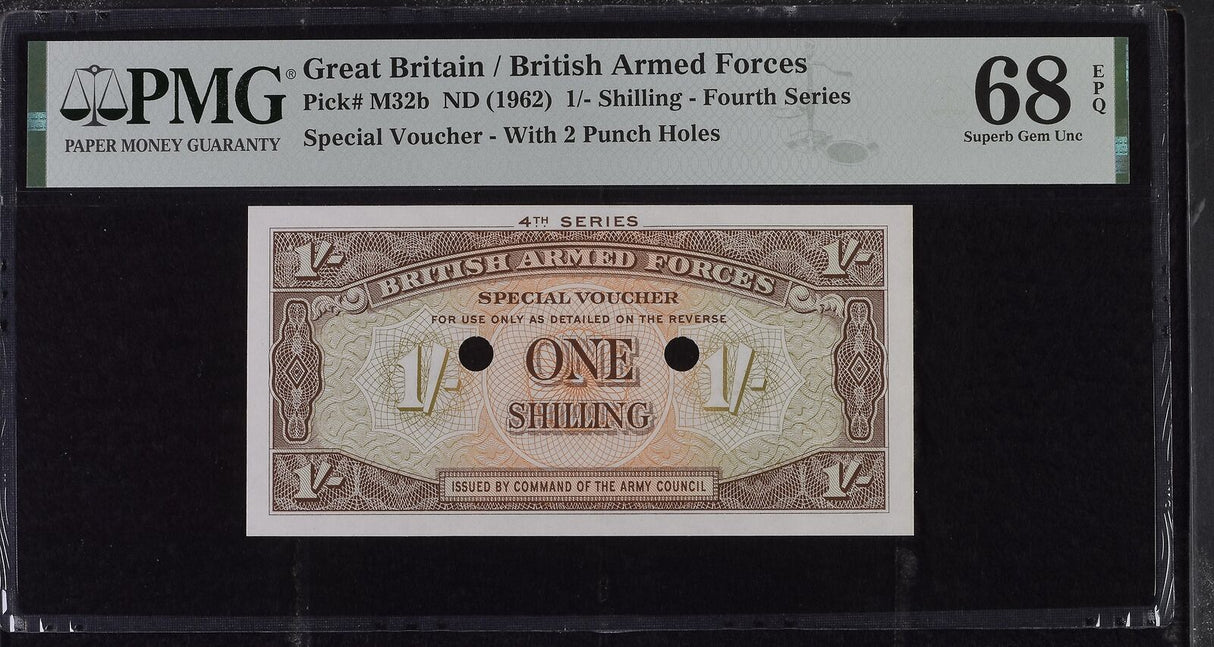 PMG®
PAPER MONEY GUARANTY
Great Britain / British Armed Forces
Pick# M32b ND (1962) 1/- Shilling - Fourth Series
Special Voucher - With 2 Punch Holes
68
EPQ
Superb Gem Unc
4TH SERIES
1/- 1/-
BRITISH ARMED FORCES
SPECIAL VOUCHER
FOR USE ONLY AS DETAILED ON THE REVERSE
1/- ONE 1/-
SHILLING
1/- 1/-
ISSUED BY COMMAND OF THE ARMY COUNCIL